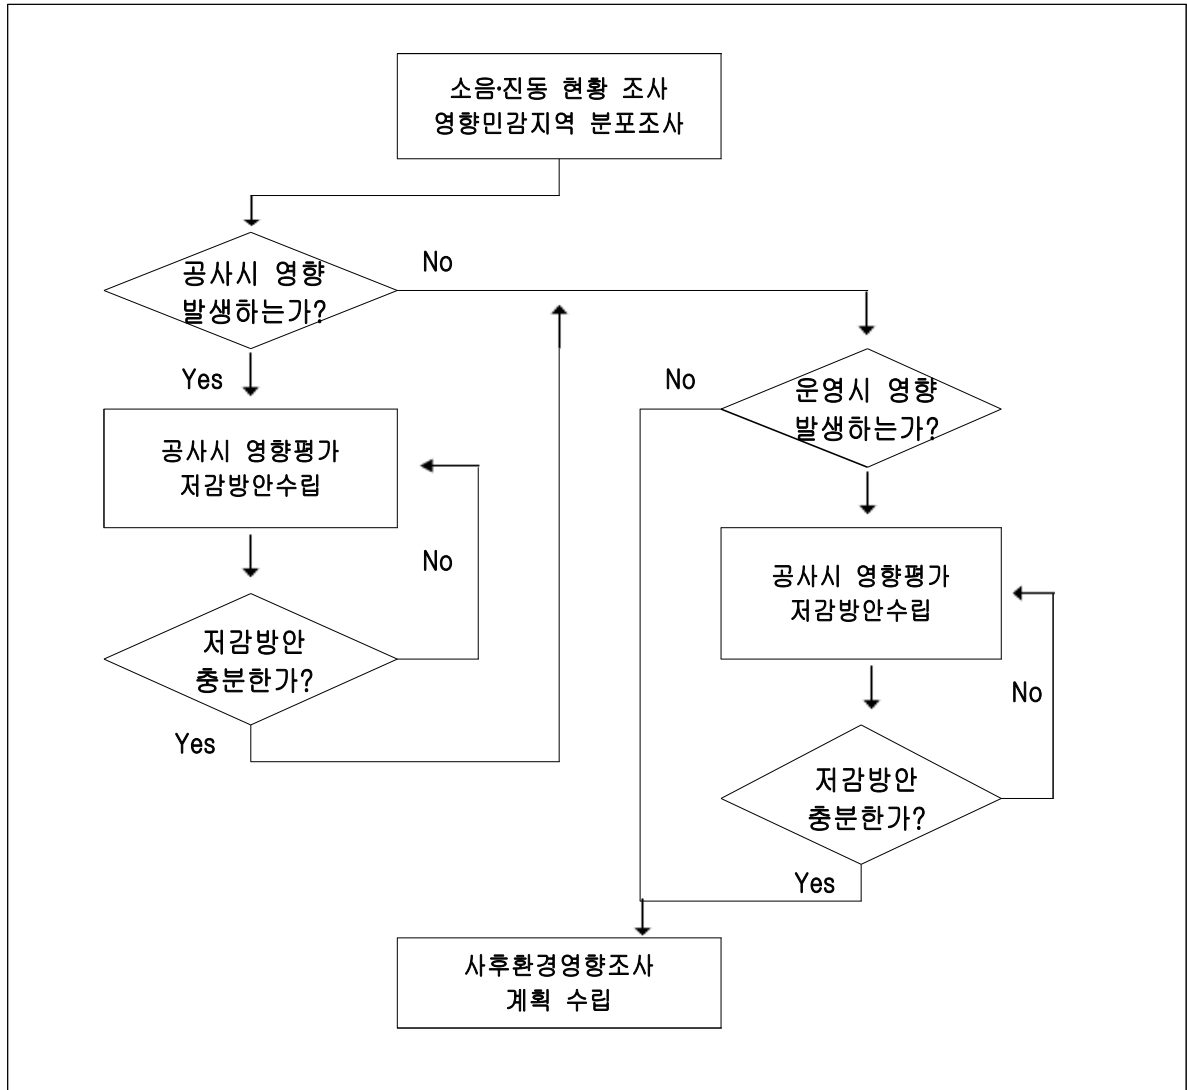 소음·진동 현황 조사
영향민감지역 분포조사
공사시 영향
발생하는가?
No
Yes
공사시 영향평가
저감방안수립
No
저감방안
충분한가?
Yes
운영시 영향
발생하는가?
No
공사시 영향평가
저감방안수립
No
저감방안
충분한가?
Yes
사후환경영향조사
계획 수립